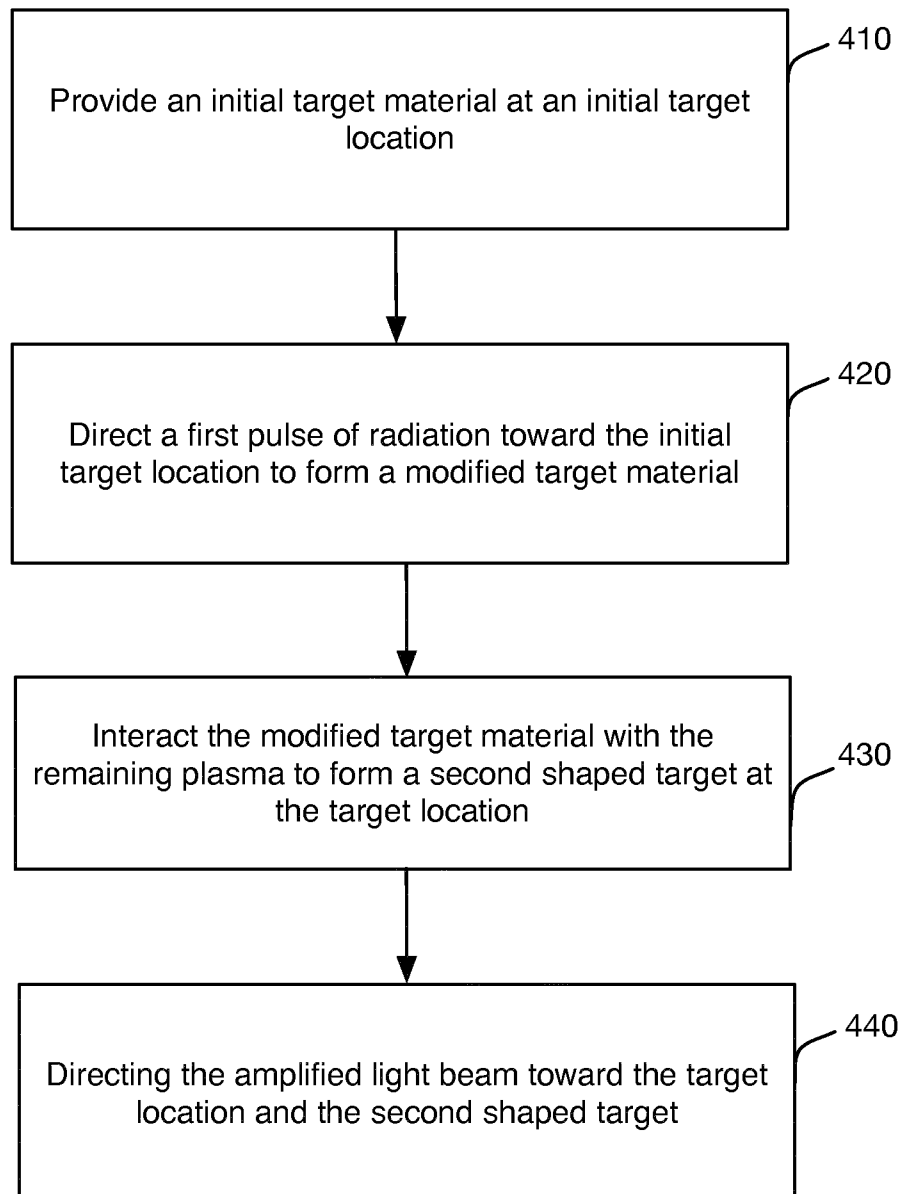 410
Provide an initial target material at an initial target
location
420
Direct a first pulse of radiation toward the initial
target location to form a modified target material
430
Interact the modified target material with the
remaining plasma to form a second shaped target at
the target location
440
Directing the amplified light beam toward the target
location and the second shaped target